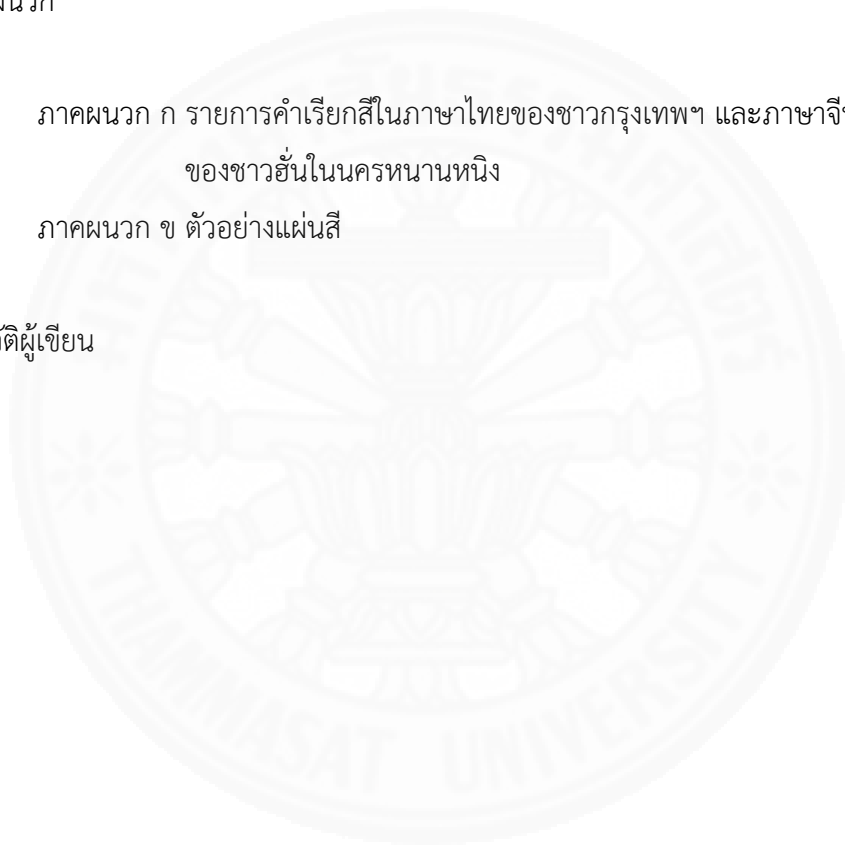 ภาคผนวก ก รายการคำเรียกสีในภาษาไทยของชาวกรุงเทพฯ และภาษาจี
ของชาวฮั่นในนครหนานหนิง
ภาคผนวก ข ตัวอย่างแผ่นสี
ัติผู้เขียน
THAMMASAT UNIVERSITY